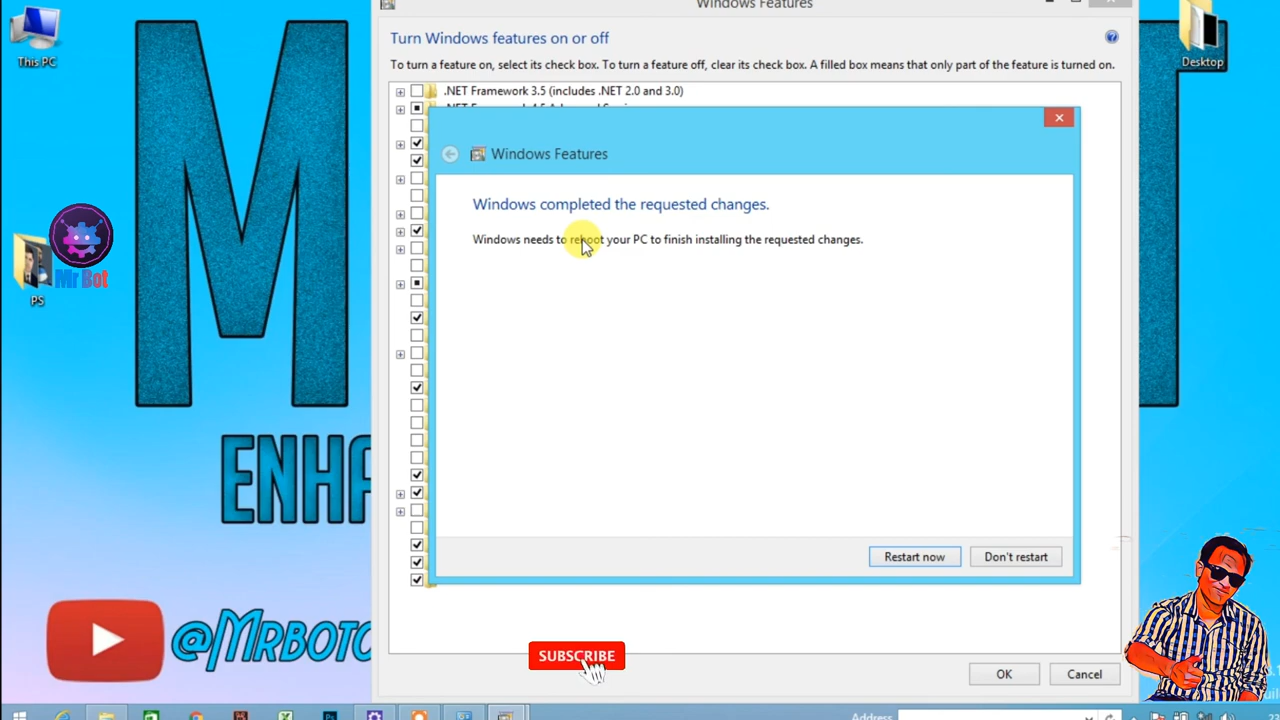 Windows Features
Turn Windows features on or off
To turn a feature on, select its check box. To turn a feature off, clear its check box. A filled box means that only part of the feature is turned on.
This PC
Desktop
.NET Framework 3.5 (includes .NET 2.0 and 3.0)
Windows Features
Windows completed the requested changes.
Windows needs to reboot your PC to finish installing the requested changes.
Mr Bot
PS
M
ENHA
Restart now
Don't restart
@MRBOTC
SUBSCRIBE
OK
Cancel
Address